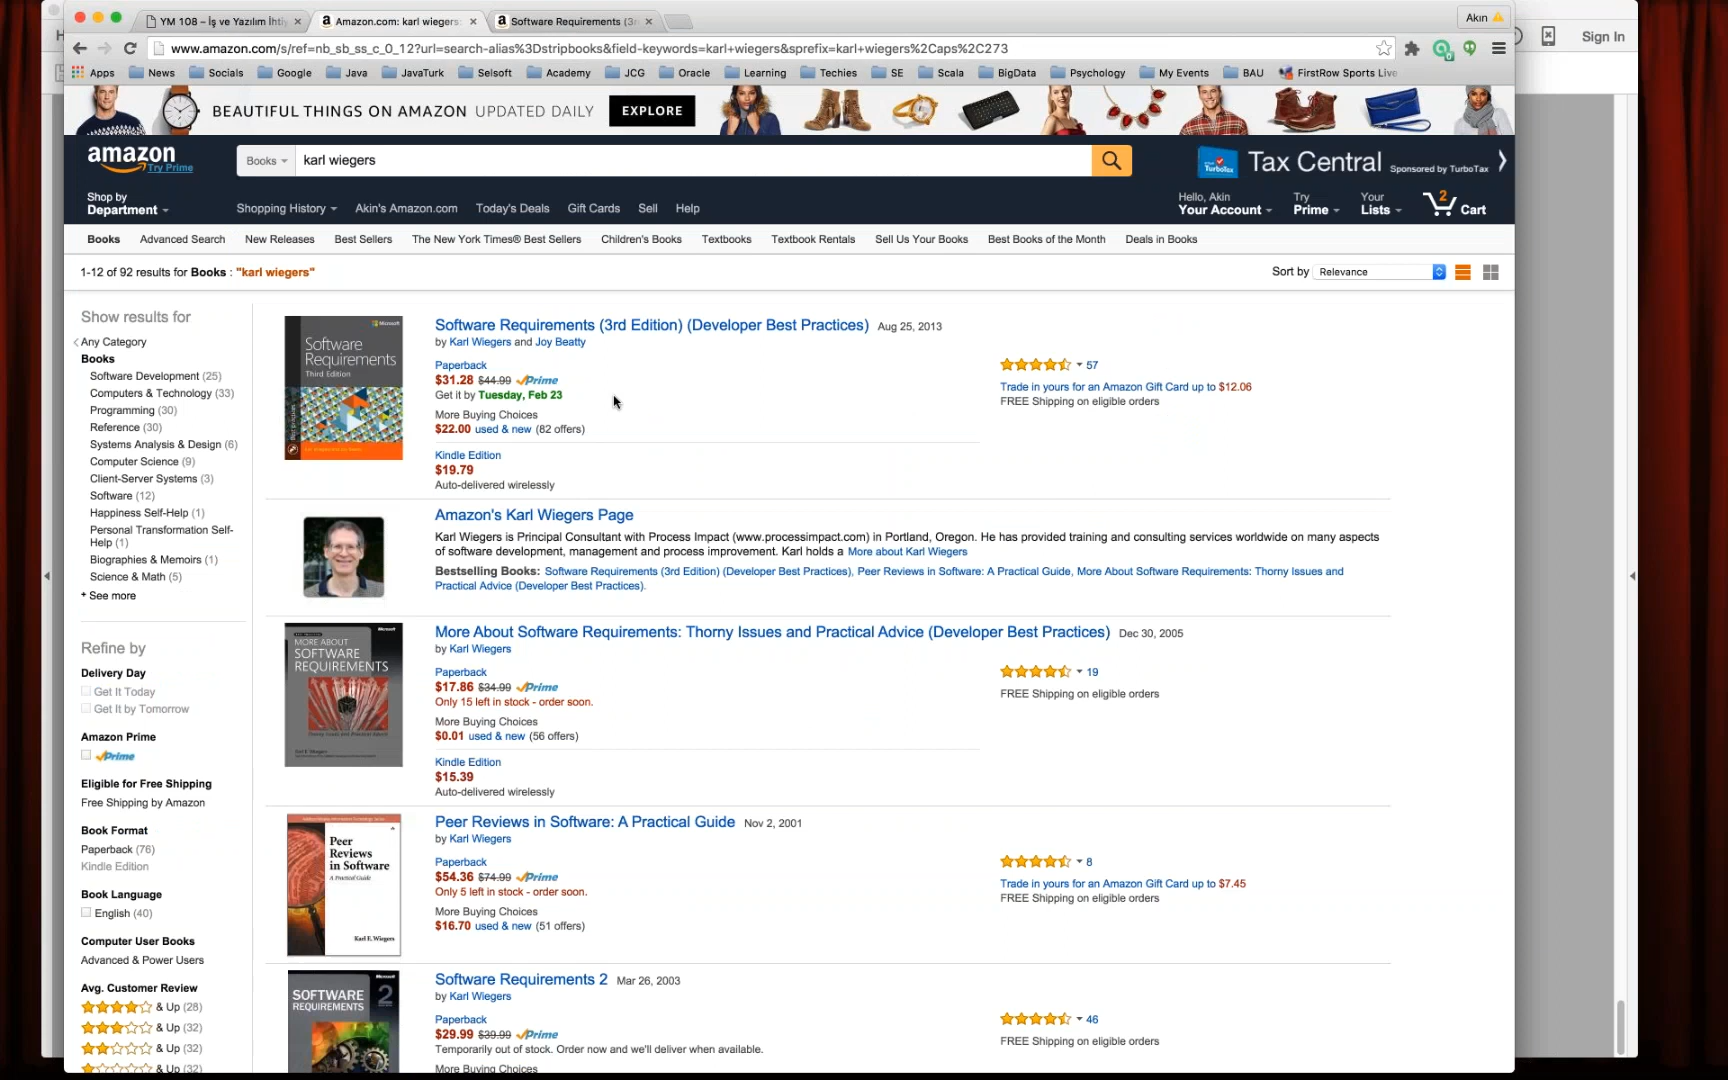 YM 108 – İş ve Yazılım İhti
Amazon.com: karl wiegers
Software Requirements (3r
Akın
Sign In
www.amazon.com/s/ref=nb_sb_ss_c_0_12?url=search-alias%3Dstripbooks&field-keywords=karl+wiegers&sprefix=karl+wiegers%2Caps%2C273
Apps News Socials Google Java JavaTurk Selsoft Academy JCG Oracle Learning Techies SE Scala BigData Psychology My Events BAU FirstRow Sports Live
BEAUTIFUL THINGS ON AMAZON UPDATED DAILY EXPLORE
amazon
Try Prime
Books karl wiegers
Tax Central Sponsored by TurboTax
Shop by
Department
Shopping History Akin's Amazon.com Today's Deals Gift Cards Sell Help
Hello, Akin
Your Account
Try
Prime
Your
Lists
2
Cart
Books Advanced Search New Releases Best Sellers The New York Times® Best Sellers Children's Books Textbooks Textbook Rentals Sell Us Your Books Best Books of the Month Deals in Books
1-12 of 92 results for Books : "karl wiegers"
Sort by Relevance
Show results for
Any Category
Books
Software Development (25)
Computers & Technology (33)
Programming (30)
Reference (30)
Systems Analysis & Design (6)
Computer Science (9)
Client-Server Systems (3)
Software (12)
Happiness Self-Help (1)
Personal Transformation Self-
Help (1)
Biographies & Memoirs (1)
Science & Math (5)
+ See more
Refine by
Delivery Day
Get It Today
Get It by Tomorrow
Amazon Prime
Prime
Eligible for Free Shipping
Free Shipping by Amazon
Book Format
Paperback (76)
Kindle Edition
Book Language
English (40)
Computer User Books
Advanced & Power Users
Avg. Customer Review
& Up (28)
& Up (32)
& Up (32)
& Up (32)
Microsoft
Software
Requirements
Third Edition
Software Requirements (3rd Edition) (Developer Best Practices) Aug 25, 2013
by Karl Wiegers and Joy Beatty
Paperback
$31.28 $44.99 Prime
Get it by Tuesday, Feb 23
More Buying Choices
$22.00 used & new (82 offers)
Kindle Edition
$19.79
Auto-delivered wirelessly
57
Trade in yours for an Amazon Gift Card up to $12.06
FREE Shipping on eligible orders
Amazon's Karl Wiegers Page
Karl Wiegers is Principal Consultant with Process Impact (www.processimpact.com) in Portland, Oregon. He has provided training and consulting services worldwide on many aspects
of software development, management and process improvement. Karl holds a More about Karl Wiegers
Bestselling Books: Software Requirements (3rd Edition) (Developer Best Practices), Peer Reviews in Software: A Practical Guide, More About Software Requirements: Thorny Issues and
Practical Advice (Developer Best Practices).
Microsoft
MORE ABOUT
SOFTWARE
REQUIREMENTS
Thorny Issues and Practical Advice
More About Software Requirements: Thorny Issues and Practical Advice (Developer Best Practices) Dec 30, 2005
by Karl Wiegers
Paperback
$17.86 $34.99 Prime
Only 15 left in stock - order soon.
More Buying Choices
$0.01 used & new (56 offers)
Kindle Edition
$15.39
Auto-delivered wirelessly
19
FREE Shipping on eligible orders
Peer
Reviews
in Software
A Practical Guide
Karl E. Wiegers
Peer Reviews in Software: A Practical Guide Nov 2, 2001
by Karl Wiegers
Paperback
$54.36 $74.99 Prime
Only 5 left in stock - order soon.
More Buying Choices
$16.70 used & new (51 offers)
8
Trade in yours for an Amazon Gift Card up to $7.45
FREE Shipping on eligible orders
Microsoft
SOFTWARE
REQUIREMENTS
2
Software Requirements 2 Mar 26, 2003
by Karl Wiegers
Paperback
$29.99 $39.99 Prime
Temporarily out of stock. Order now and we'll deliver when available.
More Buying Choices
46
FREE Shipping on eligible orders